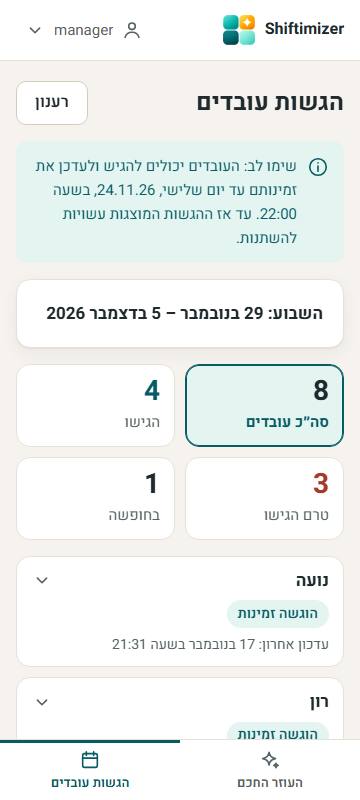 Shiftimizer
manager
הגשות עובדים
רענון
שימו לב: העובדים יכולים להגיש ולעדכן את
זמינותם עד יום שלישי, 24.11.26, בשעה
22:00. עד אז ההגשות המוצגות עשויות
להשתנות.
השבוע: 29 בנובמבר – 5 בדצמבר 2026
8
סה״כ עובדים
4
הגישו
3
טרם הגישו
1
בחופשה
נועה
הוגשה זמינות
עדכון אחרון: 17 בנובמבר בשעה 21:31
רון
הוגשה זמינות
העוזר החכם
הגשות עובדים